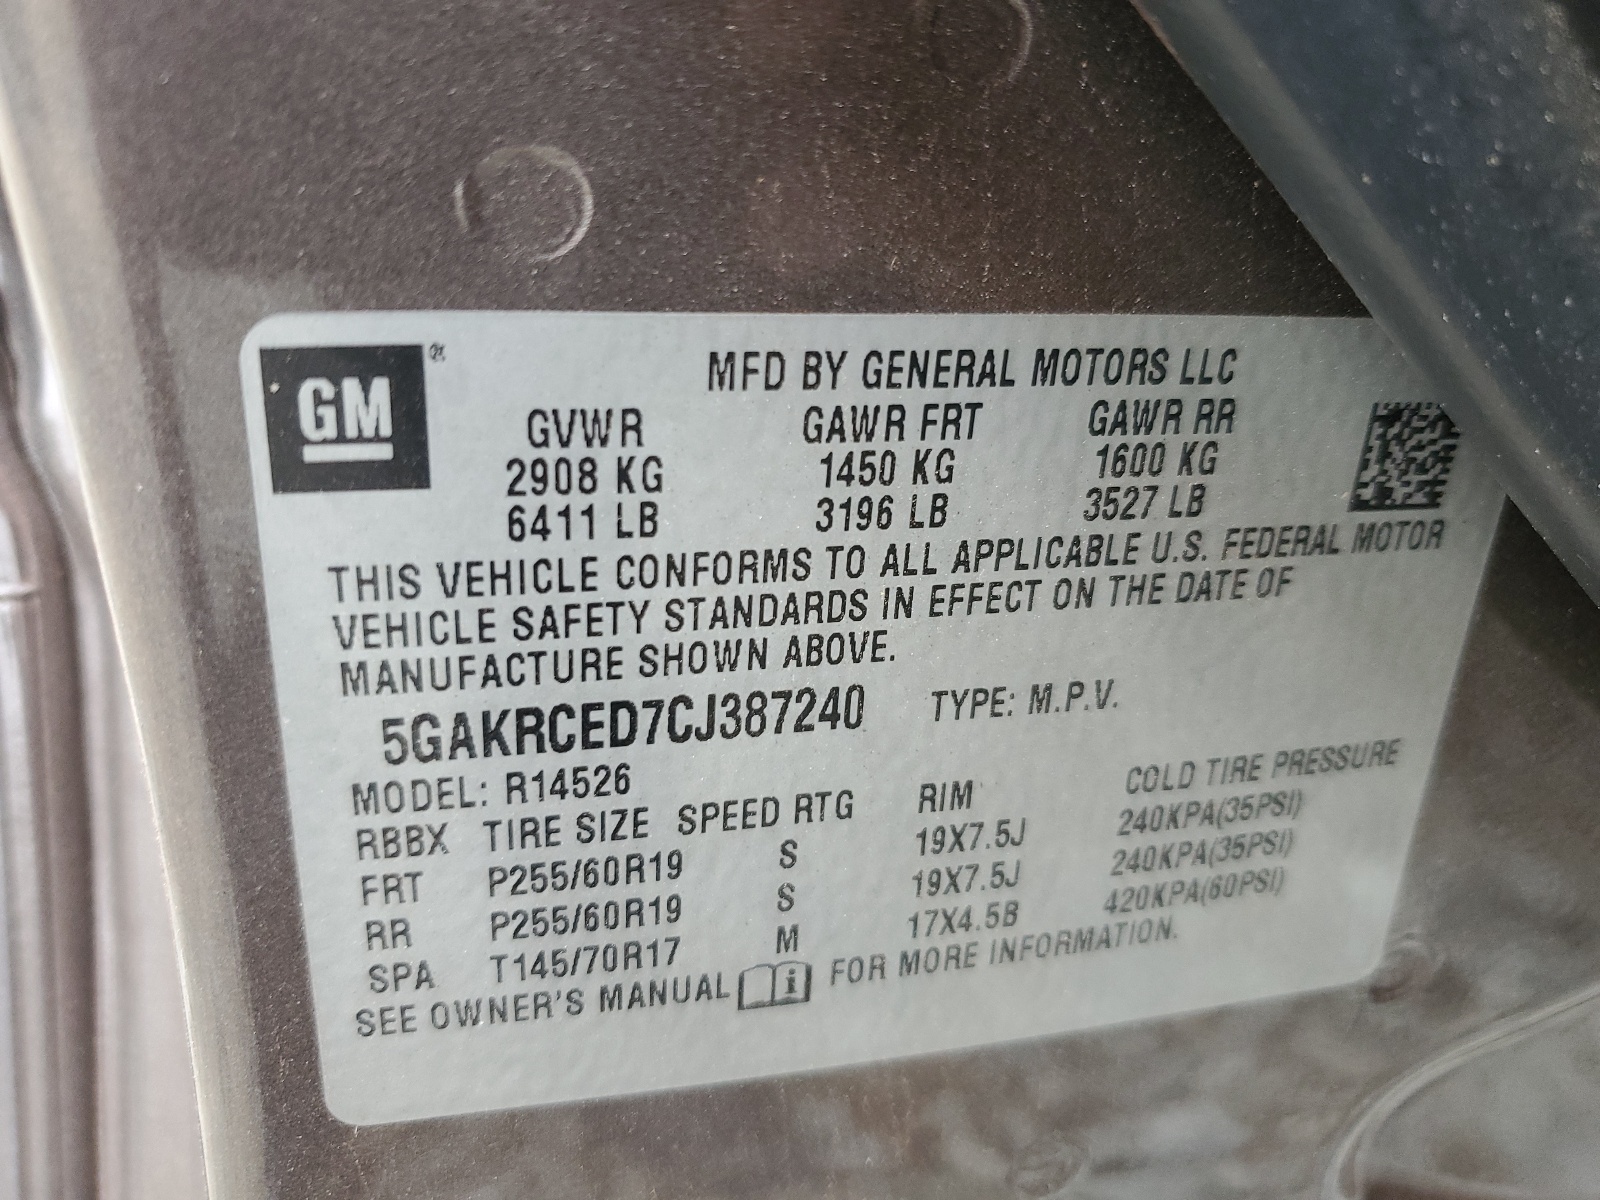 GM®
MFD BY GENERAL MOTORS LLC
GVWR GAWR FRT GAWR RR
2908 KG 1450 KG 1600 KG
6411 LB 3196 LB 3527 LB
THIS VEHICLE CONFORMS TO ALL APPLICABLE U.S. FEDERAL MOTOR
VEHICLE SAFETY STANDARDS IN EFFECT ON THE DATE OF
MANUFACTURE SHOWN ABOVE.
5GAKRCED7CJ387240 TYPE: M.P.V.
MODEL: R14526
RBBX TIRE SIZE SPEED RTG RIM COLD TIRE PRESSURE
FRT P255/60R19 S 19X7.5J 240KPA(35PSI)
RR P255/60R19 S 19X7.5J 240KPA(35PSI)
SPA T145/70R17 M 17X4.5B 420KPA(60PSI)
SEE OWNER'S MANUAL i FOR MORE INFORMATION.